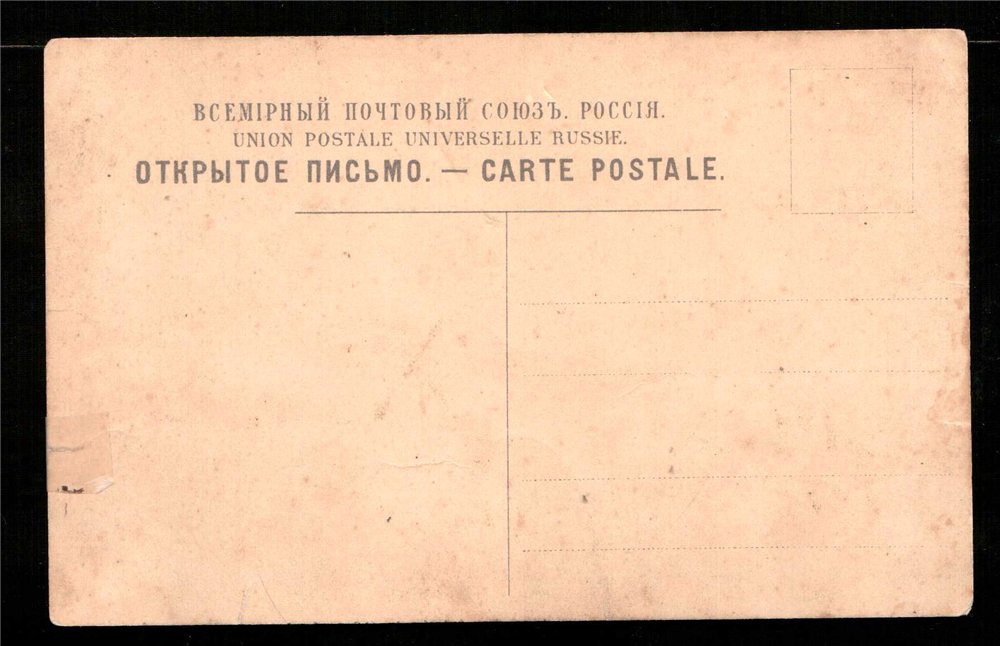 ВСЕМІРНЫЙ ПОЧТОВЫЙ СОЮЗЪ. РОССІЯ.
UNION POSTALE UNIVERSELLE RUSSIE.
ОТКРЫТОЕ ПИСЬМО. — CARTE POSTALE.